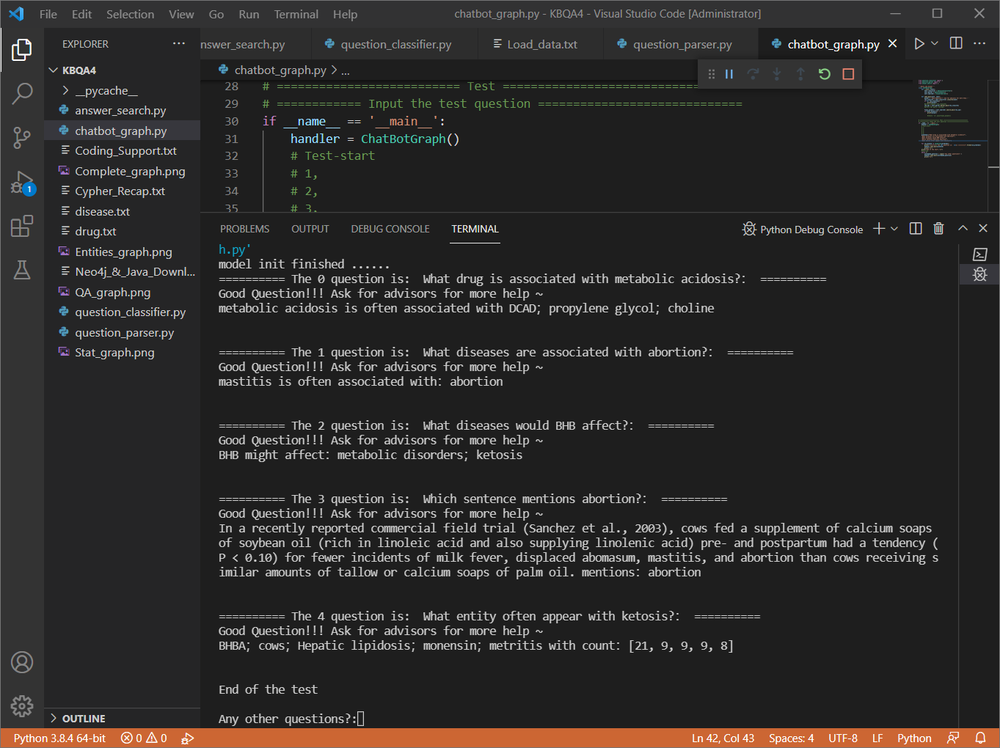 File Edit Selection View Go Run Terminal Help
chatbot_graph.py - KBQA4 - Visual Studio Code [Administrator]
EXPLORER
KBQA4
__pycache__
answer_search.py
chatbot_graph.py
Coding_Support.txt
Complete_graph.png
Cypher_Recap.txt
disease.txt
drug.txt
Entities_graph.png
Neo4j_&_Java_Downl...
QA_graph.png
question_classifier.py
question_parser.py
Stat_graph.png
OUTLINE
1
nswer_search.py question_classifier.py Load_data.txt question_parser.py chatbot_graph.py
chatbot_graph.py > ...
28 # ========================== Test ============================
29 # ============ Input the test question =============================
30 if __name__ == '__main__':
31 handler = ChatBotGraph()
32 # Test-start
33 # 1,
34 # 2,
35 # 3,
PROBLEMS OUTPUT DEBUG CONSOLE TERMINAL
Python Debug Console
h.py'
model init finished ......
========== The 0 question is:  What drug is associated with metabolic acidosis?:  ==========
Good Question!!! Ask for advisors for more help ~
metabolic acidosis is often associated with DCAD; propylene glycol; choline
========== The 1 question is:  What diseases are associated with abortion?:  ==========
Good Question!!! Ask for advisors for more help ~
mastitis is often associated with: abortion
========== The 2 question is:  What diseases would BHB affect?:  ==========
Good Question!!! Ask for advisors for more help ~
BHB might affect: metabolic disorders; ketosis
========== The 3 question is:  Which sentence mentions abortion?:  ==========
Good Question!!! Ask for advisors for more help ~
In a recently reported commercial field trial (Sanchez et al., 2003), cows fed a supplement of calcium soaps
of soybean oil (rich in linoleic acid and also supplying linolenic acid) pre- and postpartum had a tendency (
P < 0.10) for fewer incidents of milk fever, displaced abomasum, mastitis, and abortion than cows receiving s
imilar amounts of tallow or calcium soaps of palm oil. mentions: abortion
========== The 4 question is:  What entity often appear with ketosis?:  ==========
Good Question!!! Ask for advisors for more help ~
BHBA; cows; Hepatic lipidosis; monensin; metritis with count: [21, 9, 9, 9, 8]
End of the test
Any other questions?:
Python 3.8.4 64-bit 0 0 Ln 42, Col 43 Spaces: 4 UTF-8 LF Python